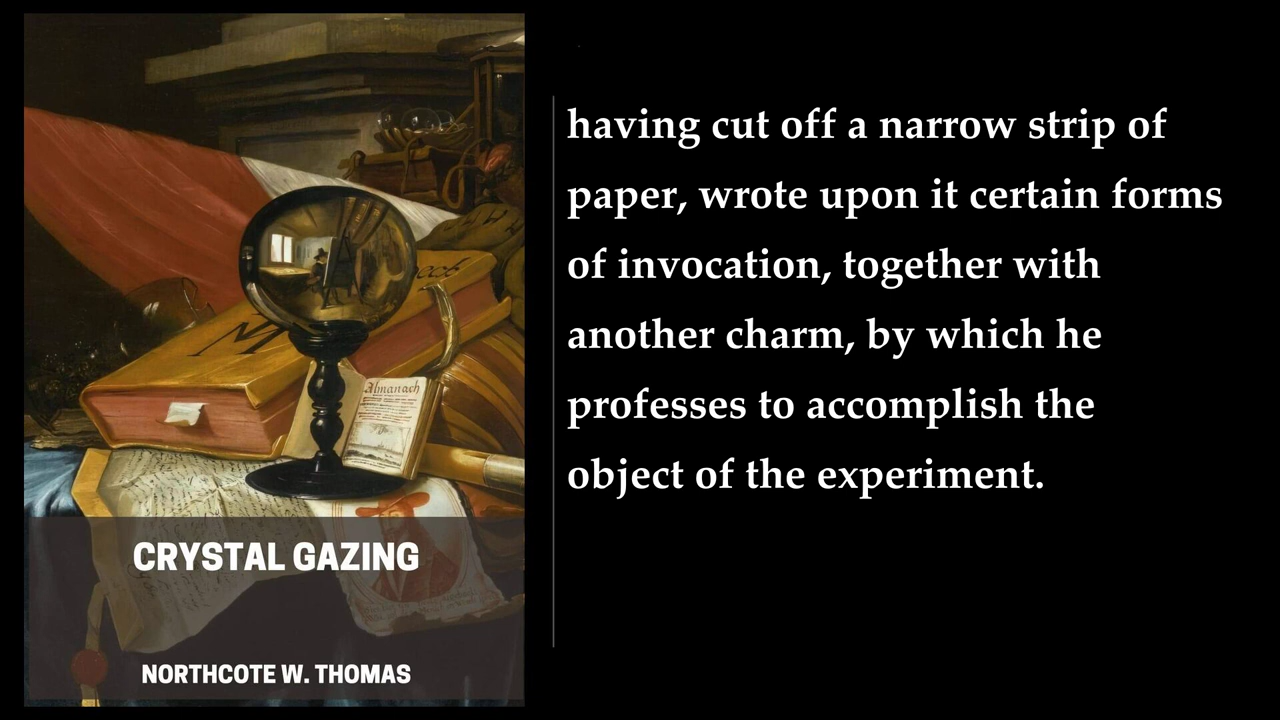 having cut off a narrow strip of
paper, wrote upon it certain forms
of invocation, together with
another charm, by which he
professes to accomplish the
object of the experiment.
M
Almanach
CRYSTAL GAZING
NORTHCOTE W. THOMAS